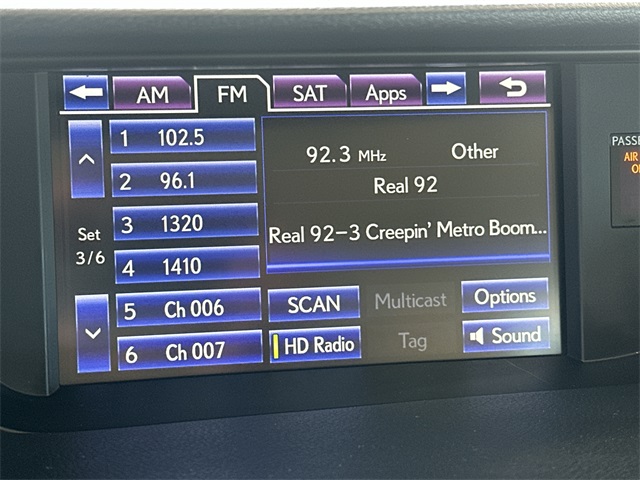 AM FM SAT Apps
1 102.5
2 96.1
3 1320
4 1410
5 Ch 006
6 Ch 007
Set
3/6
92.3 MHz Other
Real 92
Real 92-3 Creepin' Metro Boom...
SCAN Multicast Options
HD Radio Tag Sound
PASSE
AIR